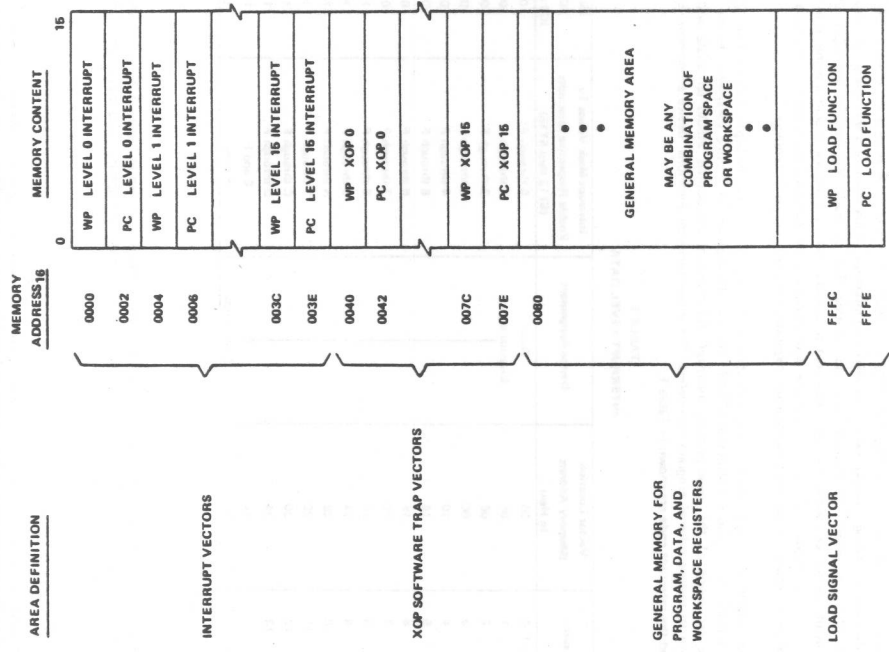 AREA DEFINITION
MEMORY
ADDRESS16
MEMORY CONTENT
0 15
INTERRUPT VECTORS
0000 WP LEVEL 0 INTERRUPT
0002 PC LEVEL 0 INTERRUPT
0004 WP LEVEL 1 INTERRUPT
0006 PC LEVEL 1 INTERRUPT
003C WP LEVEL 15 INTERRUPT
003E PC LEVEL 15 INTERRUPT
XOP SOFTWARE TRAP VECTORS
0040 WP XOP 0
0042 PC XOP 0
007C WP XOP 15
007E PC XOP 15
0080
GENERAL MEMORY FOR
PROGRAM, DATA, AND
WORKSPACE REGISTERS
GENERAL MEMORY AREA
MAY BE ANY
COMBINATION OF
PROGRAM SPACE
OR WORKSPACE
LOAD SIGNAL VECTOR
FFFC WP LOAD FUNCTION
FFFE PC LOAD FUNCTION